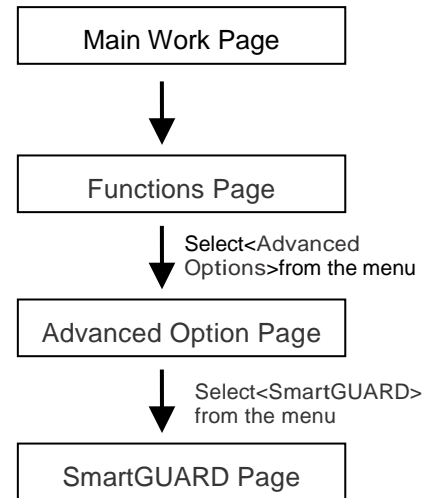 Main Work Page
Functions Page
Select<Advanced
Options>from the menu
Advanced Option Page
Select<SmartGUARD>
from the menu
SmartGUARD Page